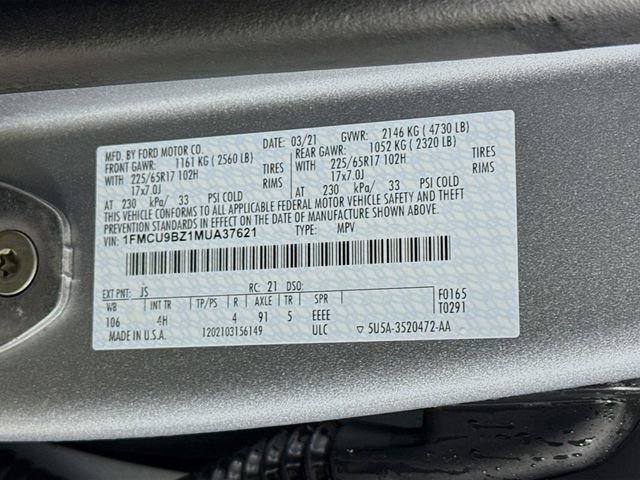 MFD. BY FORD MOTOR CO. DATE: 03/21 GVWR: 2146 KG ( 4730 LB)
FRONT GAWR: 1161 KG ( 2560 LB) REAR GAWR: 1052 KG ( 2320 LB)
WITH 225/65R17 102H TIRES WITH 225/65R17 102H TIRES
17x7.0J RIMS 17x7.0J RIMS
AT 230 kPa/ 33 PSI COLD AT 230 kPa/ 33 PSI COLD
THIS VEHICLE CONFORMS TO ALL APPLICABLE FEDERAL MOTOR VEHICLE SAFETY AND THEFT
PREVENTION STANDARDS IN EFFECT ON THE DATE OF MANUFACTURE SHOWN ABOVE.
VIN: 1FMCU9BZ1MUA37621 TYPE: MPV
EXT PNT: JS RC: 21 DSO: F0165
WB INT TR TP/PS R AXLE TR SPR T0291
106 4H 4 91 5 EEEE
MADE IN U.S.A. 1202103156149 ULC ▽ 5U5A-3520472-AA